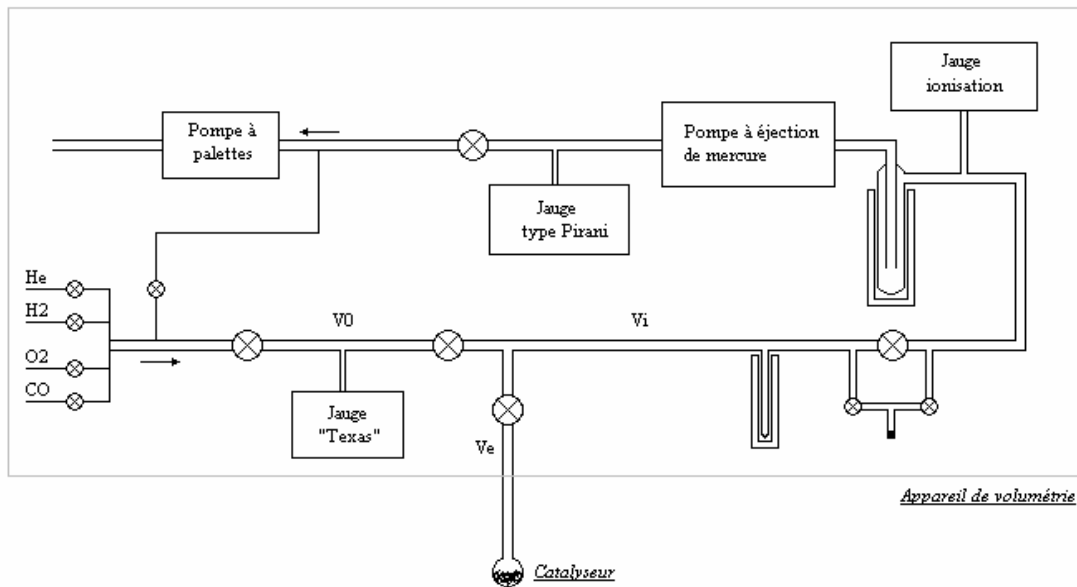 Jauge
ionisation
Pompe à
palettes
Pompe à éjection
de mercure
Jauge
type Pirani
He
H2
O2
CO
V0
Vi
Jauge
"Texas"
Ve
Appareil de volumétrie
Catalyseur